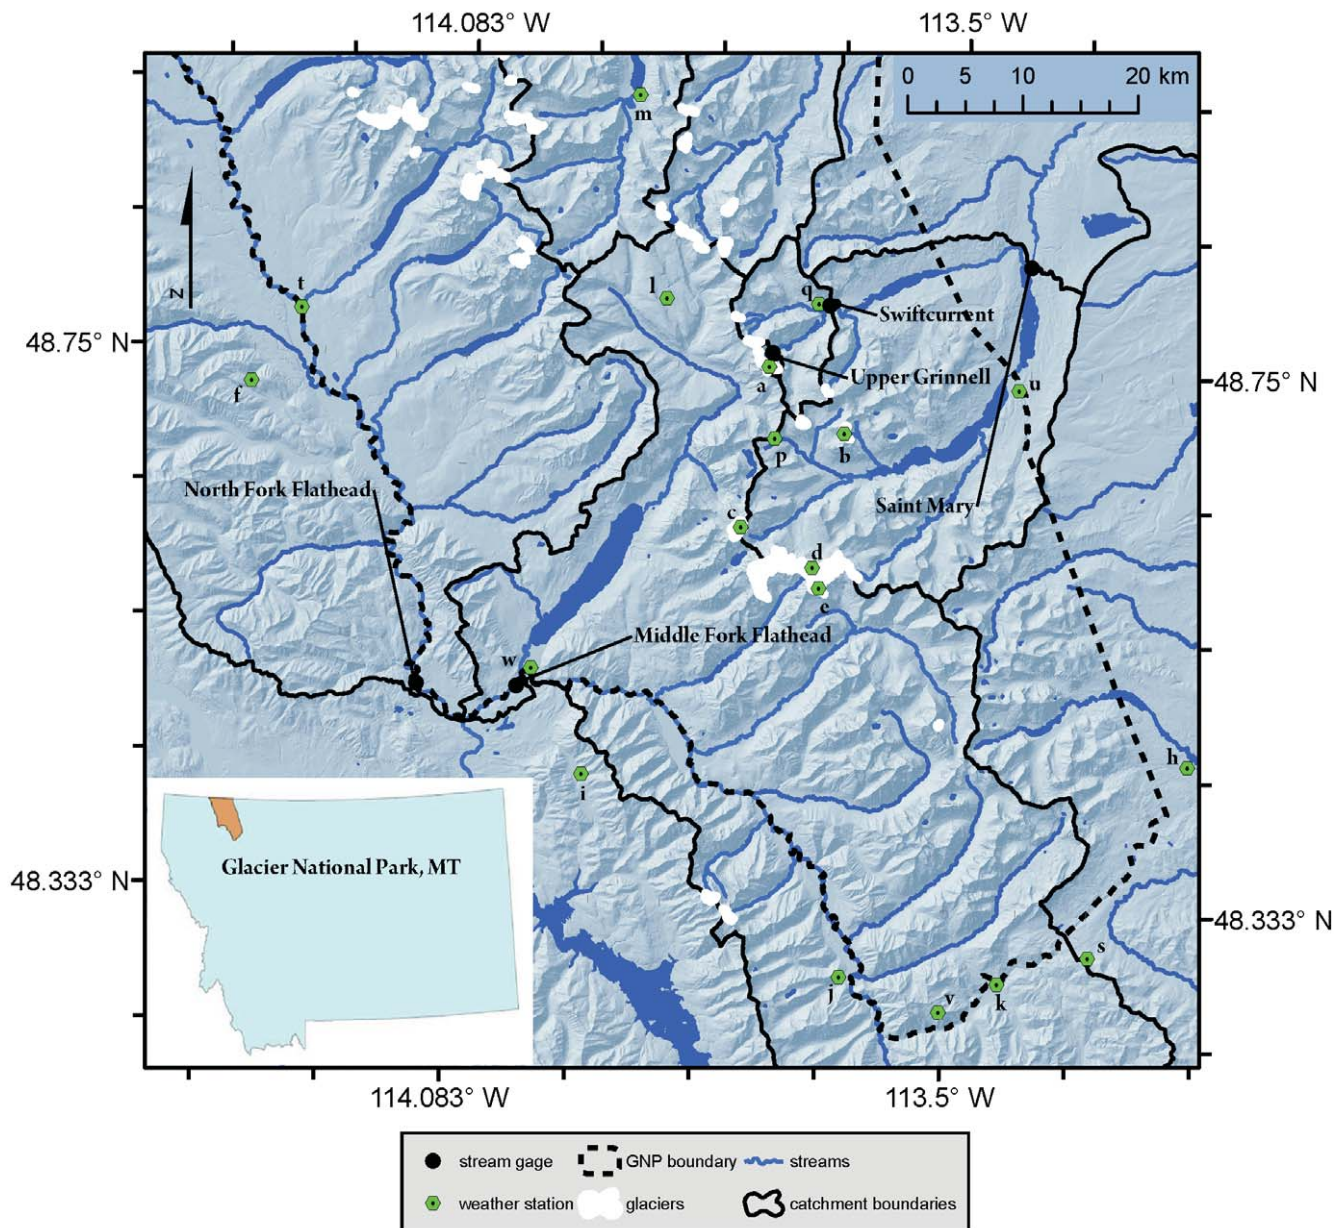 114.083° W
113.5° W
0 5 10 20 km
m
N
t
l
q
Swiftcurrent
48.75° N
f
a
Upper Grinnell
u
48.75° N
p
b
North Fork Flathead
Saint Mary
c
d
e
w
Middle Fork Flathead
h
i
Glacier National Park, MT
48.333° N
48.333° N
s
j
v
k
114.083° W
113.5° W
stream gage
GNP boundary
streams
weather station
glaciers
catchment boundaries